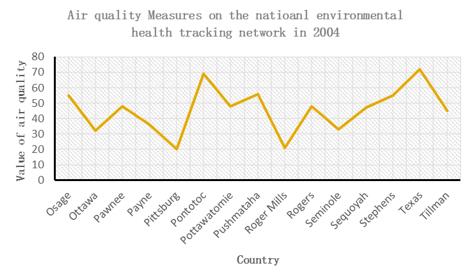 Air quality Measures on the natioanl environmental
health tracking network in 2004
Value of air quality
80
70
60
50
40
30
20
10
0
Osage
Ottawa
Pawnee
Payne
Pittsburg
Pontotoc
Pottawatomie
Pushmataha
Roger Mills
Rogers
Seminole
Sequoyah
Stephens
Texas
Tillman
Country